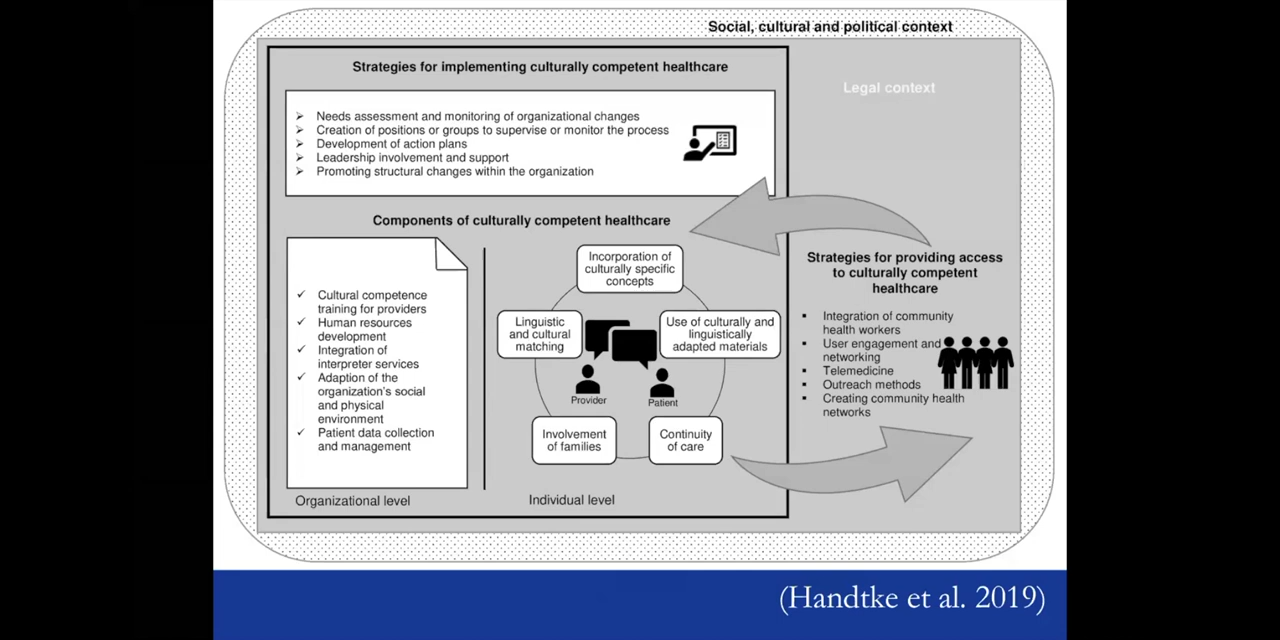 Social, cultural and political context
Legal context
Strategies for implementing culturally competent healthcare
Needs assessment and monitoring of organizational changes
Creation of positions or groups to supervise or monitor the process
Development of action plans
Leadership involvement and support
Promoting structural changes within the organization
Components of culturally competent healthcare
Cultural competence
training for providers
Human resources
development
Integration of
interpreter services
Adaption of the
organization's social
and physical
environment
Patient data collection
and management
Organizational level
Incorporation of
culturally specific
concepts
Linguistic
and cultural
matching
Use of culturally and
linguistically
adapted materials
Provider
Patient
Involvement
of families
Continuity
of care
Individual level
Strategies for providing access
to culturally competent
healthcare
Integration of community
health workers
User engagement and
networking
Telemedicine
Outreach methods
Creating community health
networks
(Handtke et al. 2019)